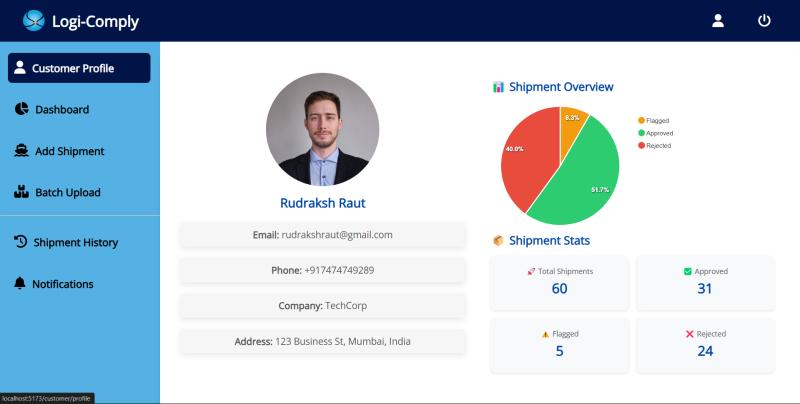 Logi-Comply
Customer Profile
Dashboard
Add Shipment
Batch Upload
Shipment History
Notifications
Rudraksh Raut
Email: rudrakshraut@gmail.com
Phone: +917474749289
Company: TechCorp
Address: 123 Business St, Mumbai, India
Shipment Overview
8.3%
40.0%
51.7%
Flagged
Approved
Rejected
Shipment Stats
Total Shipments
60
Approved
31
Flagged
5
Rejected
24
localhost:5173/customer/profile